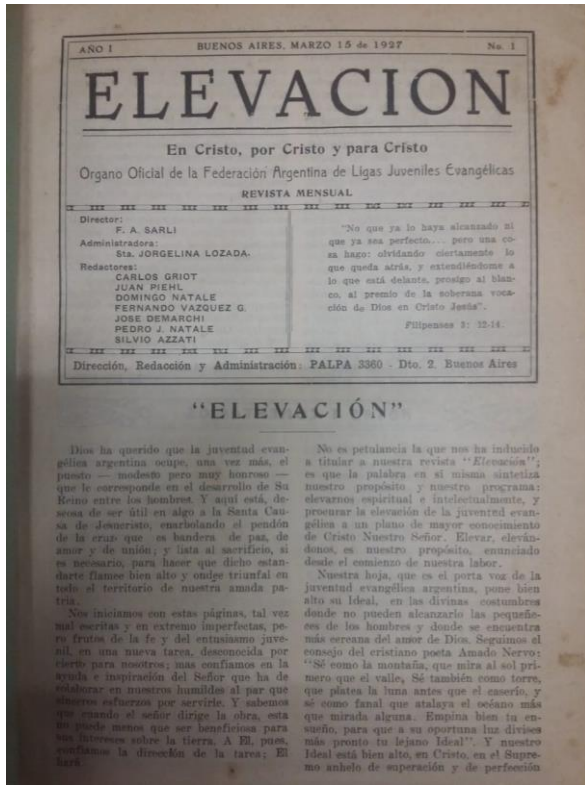 AÑO I
BUENOS AIRES, MARZO 15 de 1927
No. 1
ELEVACION
En Cristo, por Cristo y para Cristo
Organo Oficial de la Federación Argentina de Ligas Juveniles Evangélicas
REVISTA MENSUAL
Director:
F. A. SARLI
Administradora:
Sta. JORGELINA LOZADA.
Redactores:
CARLOS GRIOT
JUAN PIEHL
DOMINGO NATALE
FERNANDO VAZQUEZ G.
JOSE DEMARCHI
PEDRO J. NATALE
SILVIO AZZATI
"No que ya lo haya alcanzado ni
que ya sea perfecto.... pero una co-
sa hago: olvidando ciertamente lo
que queda atrás, y extendiéndome a
lo que está delante, prosigo al blan-
co, al premio de la soberana voca-
ción de Dios en Cristo Jesús".
Filipenses 3: 12-14.
Dirección, Redacción y Administración: PALPA 3360 - Dto. 2. Buenos Aires
"ELEVACIÓN"
Dios ha querido que la juventud evan-
gélica argentina ocupe, una vez más, el
puesto — modesto pero muy honroso —
que le corresponde en el desarrollo de Su
Reino entre los hombres. Y aquí está, de-
seosa de ser útil en algo a la Santa Cau-
sa de Jesucristo, enarbolando el pendón
de la cruz que es bandera de paz, de
amor y de unión; y lista al sacrificio, si
es necesario, para hacer que dicho estan-
darte flamee bien alto y ondee triunfal en
todo el territorio de nuestra amada pa-
tria.
Nos iniciamos con estas páginas, tal vez
mal escritas y en extremo imperfectas, pe-
ro frutos de la fe y del entusiasmo juve-
nil, en una nueva tarea, desconocida por
cierto para nosotros; mas confiamos en la
ayuda e inspiración del Señor que ha de
colaborar en nuestros humildes al par que
sinceros esfuerzos por servirle. Y sabemos
que cuando el señor dirige la obra, esta
no puede menos que ser beneficiosa para
sus intereses sobre la tierra. A El, pues,
confiamos la dirección de la tarea; El
hará
No es petulancia la que nos ha inducido
a titular a nuestra revista "Elevación";
es que la palabra en sí misma sintetiza
nuestro propósito y nuestro programa:
elevarnos espiritual e intelectualmente, y
procurar la elevación de la juventud evan-
gélica a un plano de mayor conocimiento
de Cristo Nuestro Señor. Elevar, eleván-
donos, es nuestro propósito, enunciado
desde el comienzo de nuestra labor.
Nuestra hoja, que es el porta voz de la
juventud evangélica argentina, pone bien
alto su Ideal, en las divinas costumbres
donde no pueden alcanzarlo las pequeñe-
ces de los hombres y donde se encuentra
más cercana del amor de Dios. Seguimos el
consejo del cristiano poeta Amado Nervo:
"Sé como la montaña, que mira al sol pri-
mero que el valle, Sé también como torre,
que platea la luna antes que el caserío, y
sé como fanal que atalaya el océano más
que mirada alguna. Empina bien tu en-
sueño, para que a su oportuna luz divises
más pronto tu lejano Ideal". Y nuestro
Ideal está bien alto, en Cristo, en el Supre-
mo anhelo de superación y de perfección